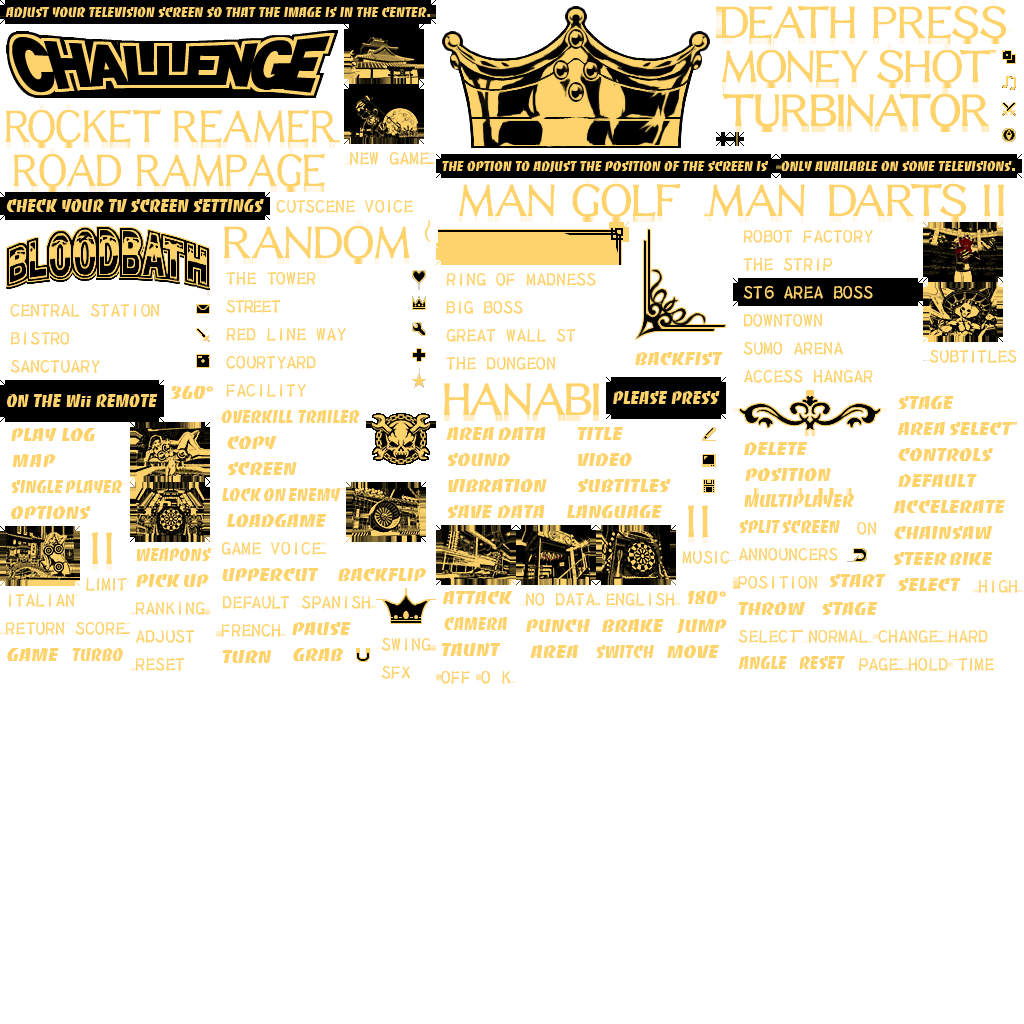 ADJUST YOUR TELEVISION SCREEN SO THAT THE IMAGE IS IN THE CENTER.
CHALLENGE
ROCKET REAMER
NEW GAME
ROAD RAMPAGE
CHECK YOUR TV SCREEN SETTINGS
CUTSCENE VOICE
DEATH PRESS
MONEY SHOT
TURBINATOR
THE OPTION TO ADJUST THE POSITION OF THE SCREEN IS
ONLY AVAILABLE ON SOME TELEVISIONS.
MAN GOLF
MAN DARTS II
BLOODBATH
RANDOM
CENTRAL STATION
BISTRO
SANCTUARY
THE TOWER
STREET
RED LINE WAY
COURTYARD
FACILITY
RING OF MADNESS
BIG BOSS
GREAT WALL ST
THE DUNGEON
BACKFIST
ROBOT FACTORY
THE STRIP
ST6 AREA BOSS
DOWNTOWN
SUMO ARENA
ACCESS HANGAR
SUBTITLES
ON THE Wii REMOTE
360°
HANABI
PLEASE PRESS
PLAY LOG
MAP
SINGLE PLAYER
OPTIONS
II
LIMIT
ITALIAN
RETURN
SCORE
GAME
TURBO
WEAPONS
PICK UP
RANKING
ADJUST
RESET
OVERKILL TRAILER
COPY
SCREEN
LOCK ON ENEMY
LOADGAME
GAME VOICE
UPPERCUT
BACKFLIP
DEFAULT
SPANISH
FRENCH
PAUSE
TURN
GRAB
SWING
SFX
AREA DATA
TITLE
SOUND
VIDEO
VIBRATION
SUBTITLES
SAVE DATA
LANGUAGE
II
MUSIC
ATTACK
NO DATA
ENGLISH
180°
CAMERA
PUNCH
BRAKE
JUMP
TAUNT
AREA
SWITCH
MOVE
OFF
O K
STAGE
AREA SELECT
DELETE
CONTROLS
POSITION
DEFAULT
MULTIPLAYER
ACCELERATE
SPLIT SCREEN
ON
CHAINSAW
ANNOUNCERS
STEER BIKE
POSITION
START
SELECT
HIGH
THROW
STAGE
SELECT
NORMAL
CHANGE
HARD
ANGLE
RESET
PAGE
HOLD
TIME